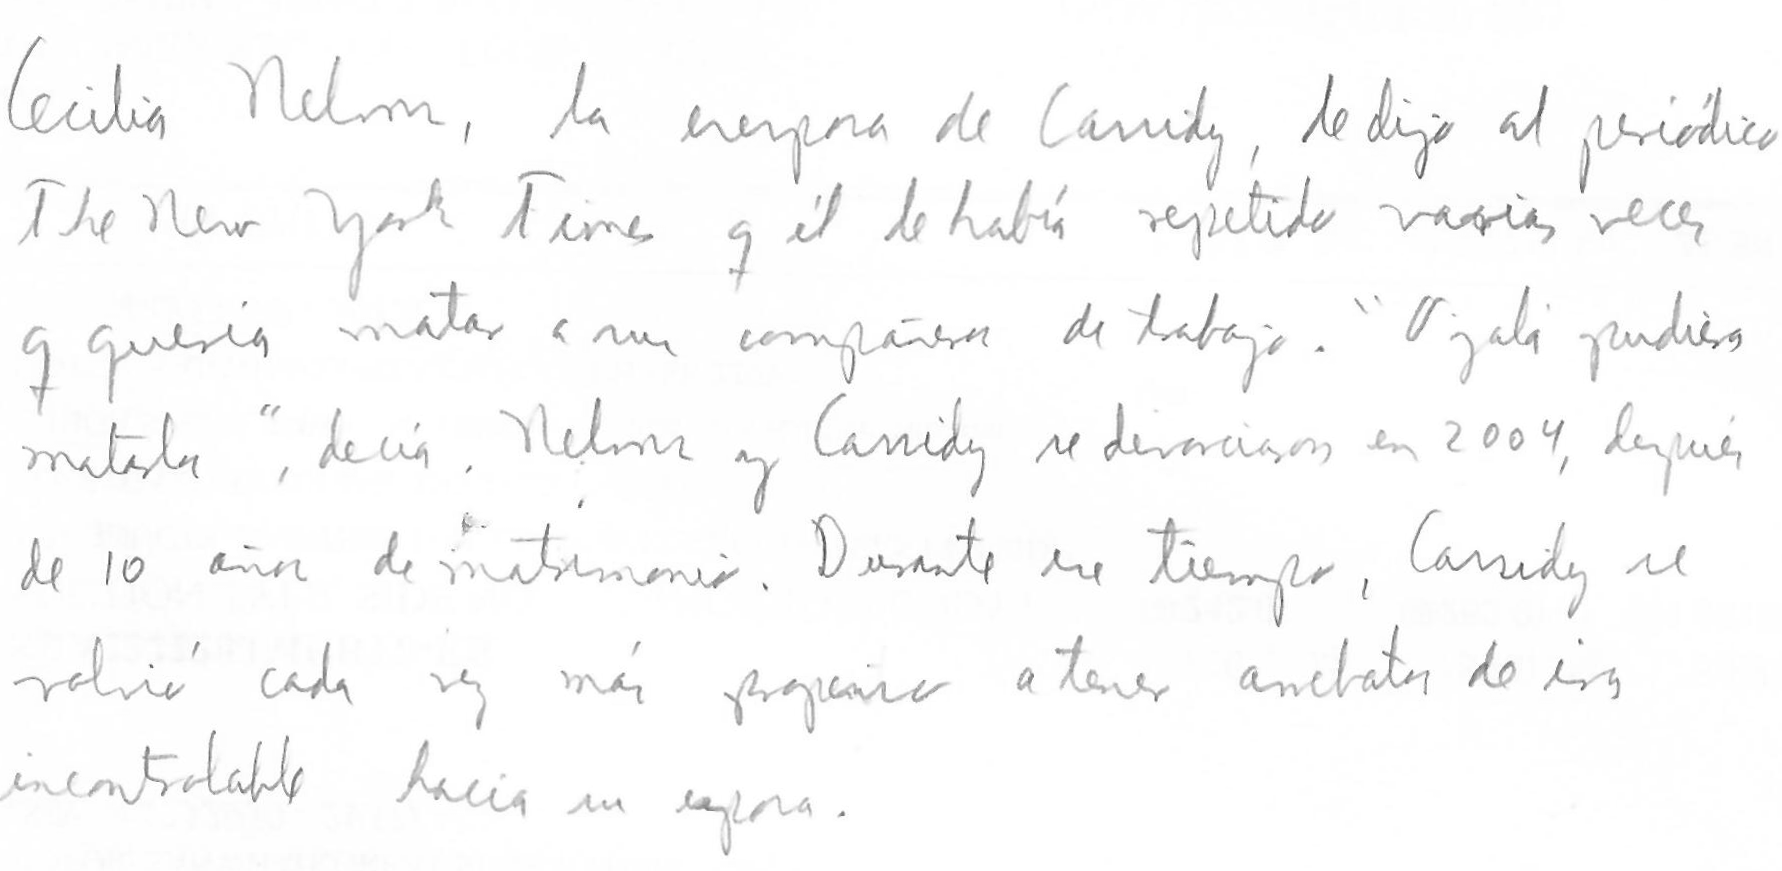 Cecilia Nelson, la exesposa de Cassidy, le dijo al periódico
The New York Times q él le había repetido varias veces
q quería matar a sus compañeros de trabajo. "Ojalá pudiera
matarlos", decía. Nelson y Cassidy se divorciaron en 2004, después
de 10 años de matrimonio. Durante ese tiempo, Cassidy se
volvió cada vez más propenso a tener arrebatos de ira
incontrolable hacia su esposa.